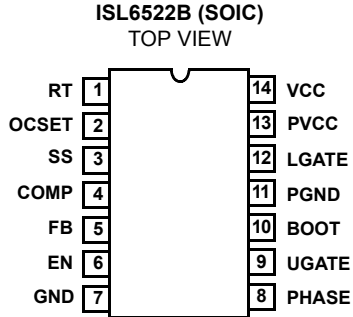 ISL6522B (SOIC)
TOP VIEW
RT 1 14 VCC
OCSET 2 13 PVCC
SS 3 12 LGATE
COMP 4 11 PGND
FB 5 10 BOOT
EN 6 9 UGATE
GND 7 8 PHASE